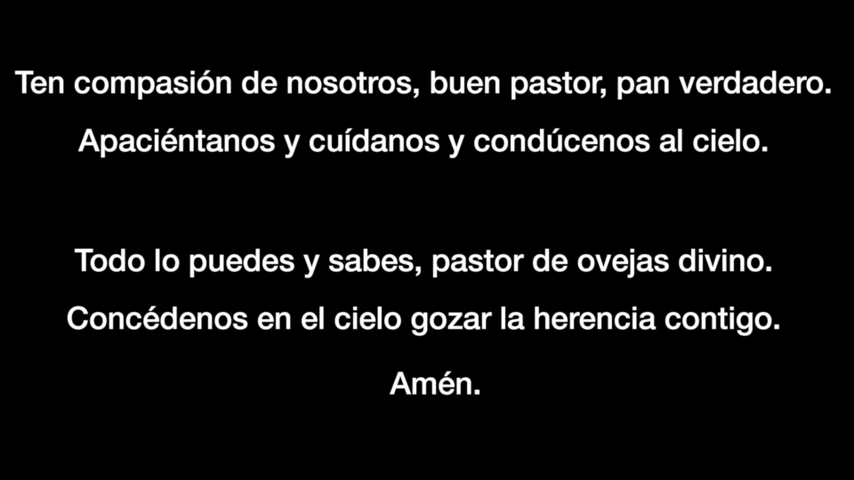 Ten compasión de nosotros, buen pastor, pan verdadero.
Apaciéntanos y cuídanos y condúcenos al cielo.
Todo lo puedes y sabes, pastor de ovejas divino.
Concédenos en el cielo gozar la herencia contigo.
Amén.